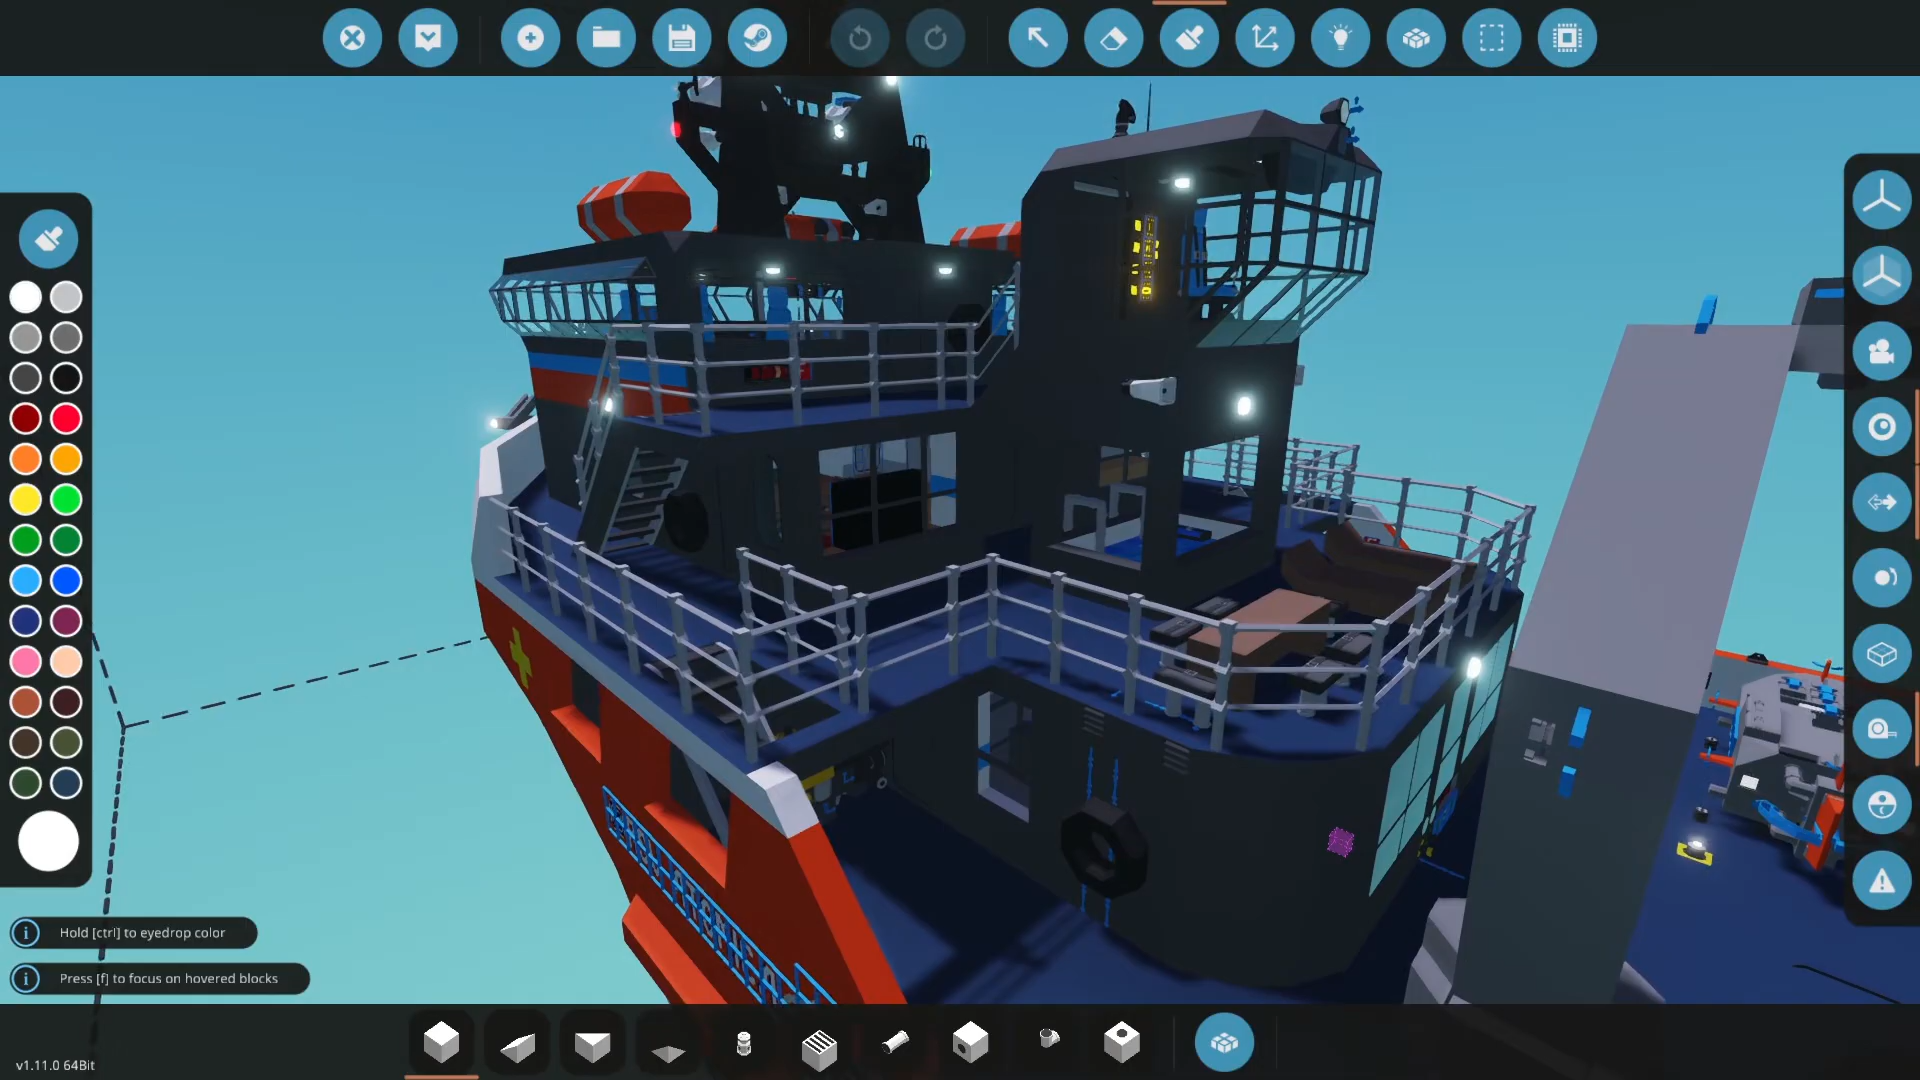 Hold [ctrl] to eyedrop color
Press [f] to focus on hovered blocks
v1.11.0 64Bit